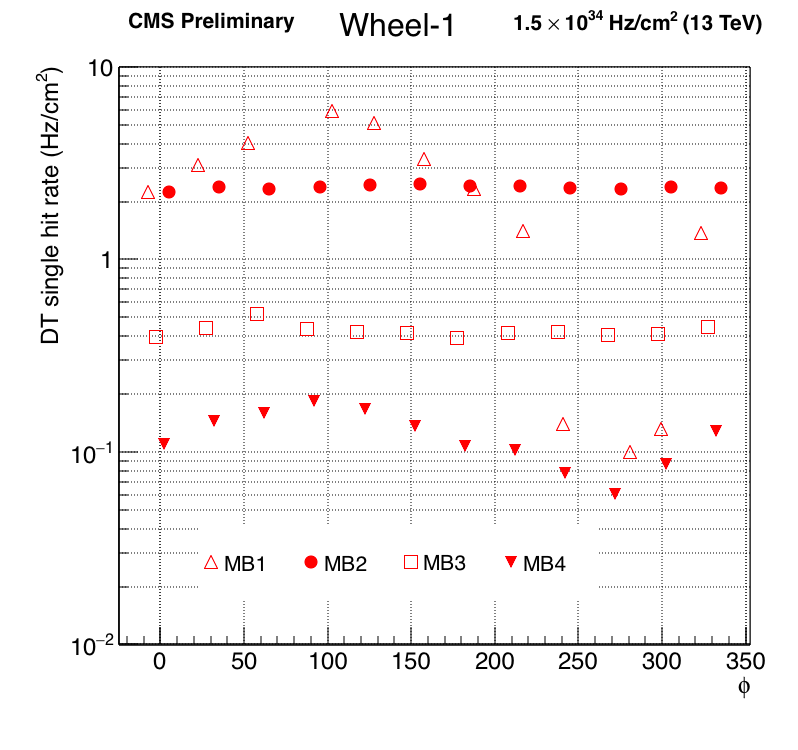 CMS Preliminary Wheel-1 1.5 × 10³⁴ Hz/cm² (13 TeV)
DT single hit rate (Hz/cm²)
10
1
10⁻¹
10⁻²
MB1 MB2 MB3 MB4
0 50 100 150 200 250 300 350
ϕ